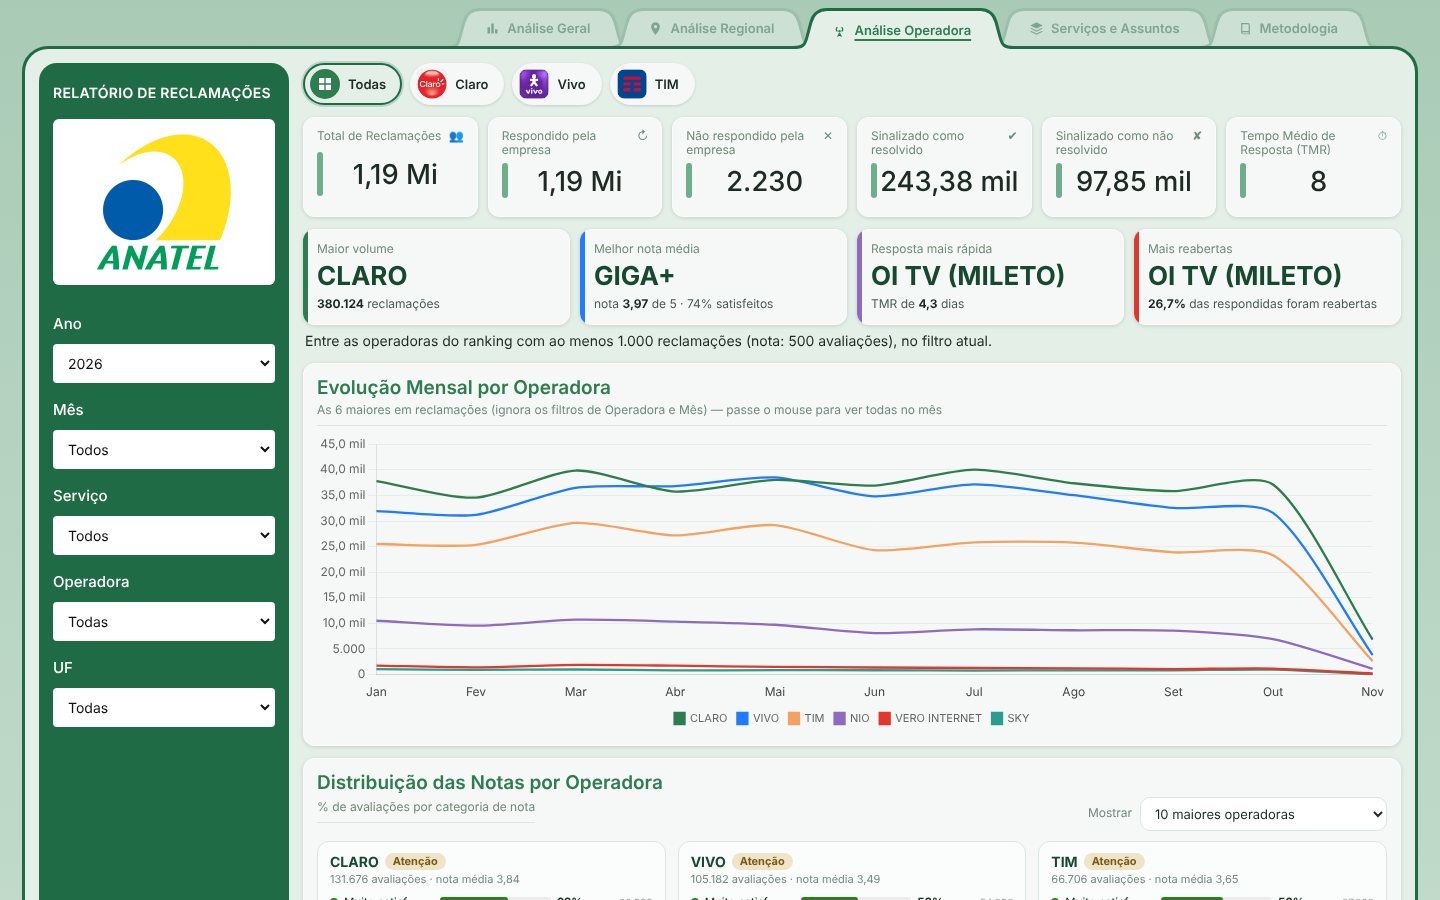 Análise Geral
Análise Regional
Análise Operadora
Serviços e Assuntos
Metodologia
RELATÓRIO DE RECLAMAÇÕES
ANATEL
Ano
2026
Mês
Todos
Serviço
Todos
Operadora
Todas
UF
Todas
Todas
Claro
Claro
vivo
Vivo
TIM
Total de Reclamações
1,19 Mi
Respondido pela
empresa
1,19 Mi
Não respondido pela
empresa
2.230
Sinalizado como
resolvido
243,38 mil
Sinalizado como não
resolvido
97,85 mil
Tempo Médio de
Resposta (TMR)
8
Maior volume
CLARO
380.124 reclamações
Melhor nota média
GIGA+
nota 3,97 de 5 · 74% satisfeitos
Resposta mais rápida
OI TV (MILETO)
TMR de 4,3 dias
Mais reabertas
OI TV (MILETO)
26,7% das respondidas foram reabertas
Entre as operadoras do ranking com ao menos 1.000 reclamações (nota: 500 avaliações), no filtro atual.
Evolução Mensal por Operadora
As 6 maiores em reclamações (ignora os filtros de Operadora e Mês) — passe o mouse para ver todas no mês
45,0 mil
40,0 mil
35,0 mil
30,0 mil
25,0 mil
20,0 mil
15,0 mil
10,0 mil
5.000
0
Jan Fev Mar Abr Mai Jun Jul Ago Set Out Nov
CLARO VIVO TIM NIO VERO INTERNET SKY
Distribuição das Notas por Operadora
% de avaliações por categoria de nota
Mostrar
10 maiores operadoras
CLARO Atenção
131.676 avaliações · nota média 3,84
VIVO Atenção
105.182 avaliações · nota média 3,49
TIM Atenção
66.706 avaliações · nota média 3,65